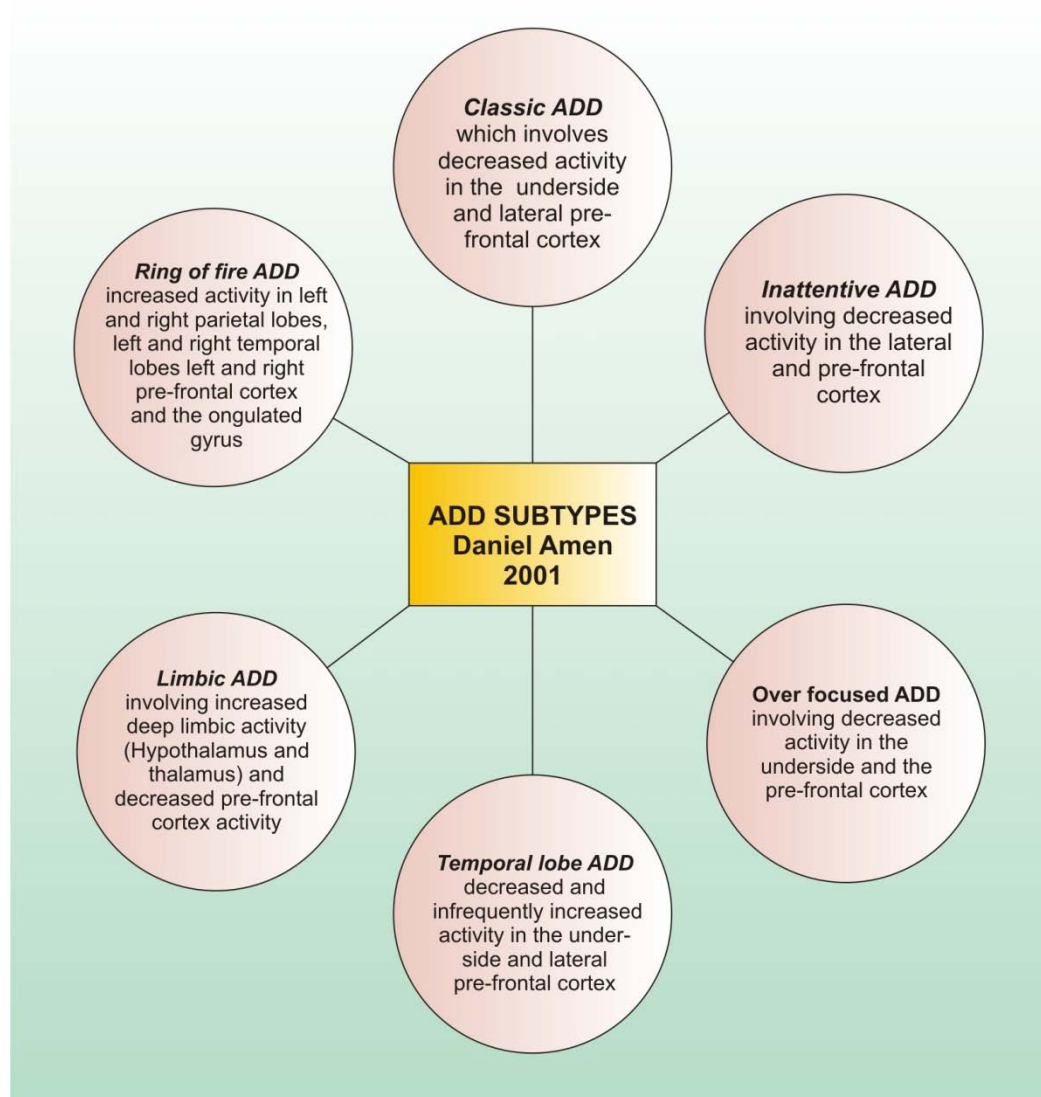 Classic ADD
which involves
decreased activity
in the underside
and lateral pre-
frontal cortex
Ring of fire ADD
increased activity in left
and right parietal lobes,
left and right temporal
lobes left and right
pre-frontal cortex
and the ongulated
gyrus
Inattentive ADD
involving decreased
activity in the lateral
and pre-frontal
cortex
ADD SUBTYPES
Daniel Amen
2001
Limbic ADD
involving increased
deep limbic activity
(Hypothalamus and
thalamus) and
decreased pre-frontal
cortex activity
Over focused ADD
involving decreased
activity in the
underside and the
pre-frontal cortex
Temporal lobe ADD
decreased and
infrequently increased
activity in the under-
side and lateral
pre-frontal cortex